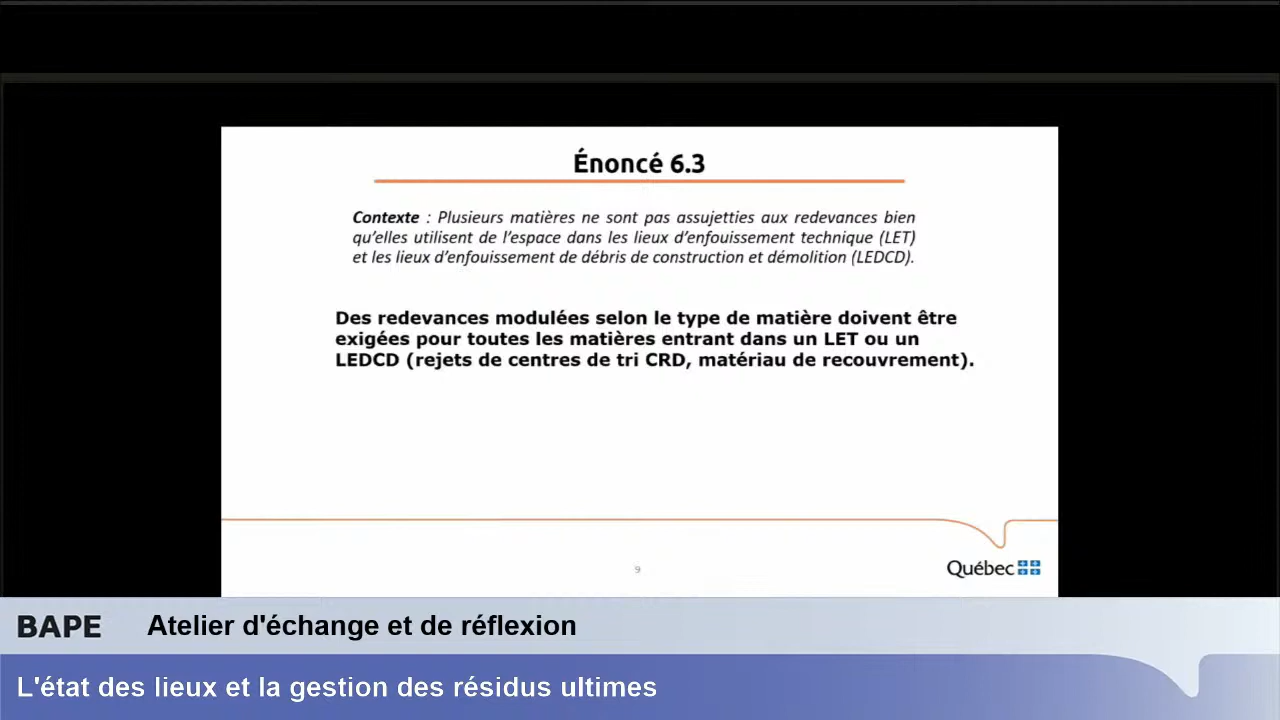 Énoncé 6.3
Contexte : Plusieurs matières ne sont pas assujetties aux redevances bien
qu'elles utilisent de l'espace dans les lieux d'enfouissement technique (LET)
et les lieux d'enfouissement de débris de construction et démolition (LEDCD).
Des redevances modulées selon le type de matière doivent être
exigées pour toutes les matières entrant dans un LET ou un
LEDCD (rejets de centres de tri CRD, matériau de recouvrement).
9
Québec
BAPE Atelier d'échange et de réflexion
L'état des lieux et la gestion des résidus ultimes